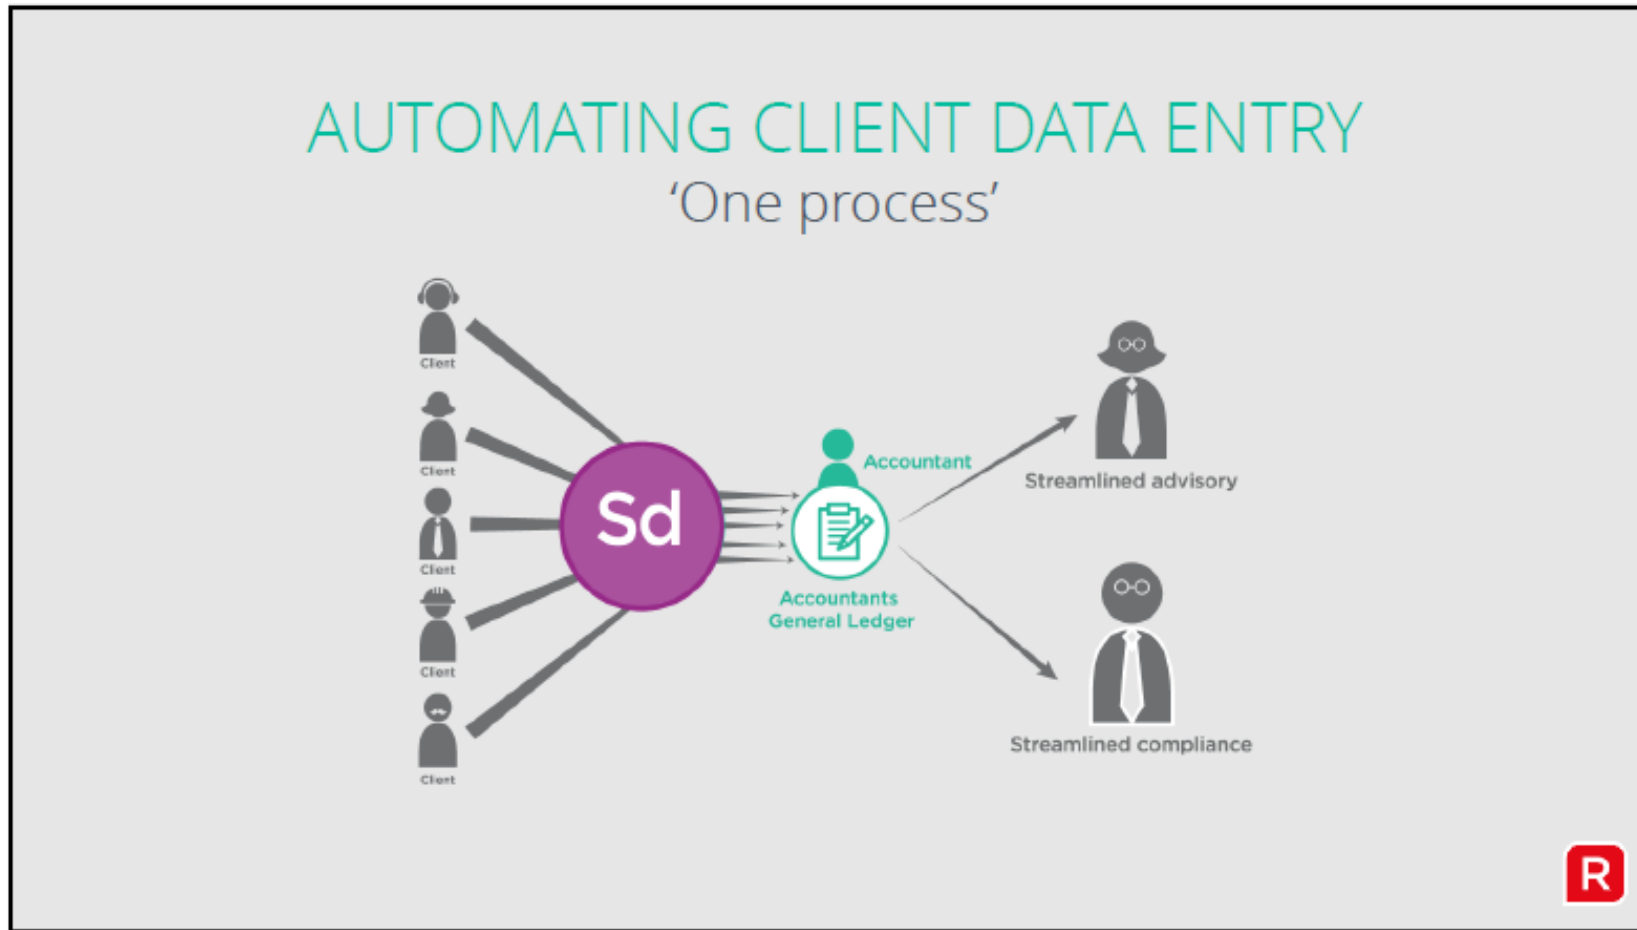 AUTOMATING CLIENT DATA ENTRY
‘One process’
Client
Client
Client
Client
Client
Sd
Accountant
Accountants
General Ledger
Streamlined advisory
Streamlined compliance
R